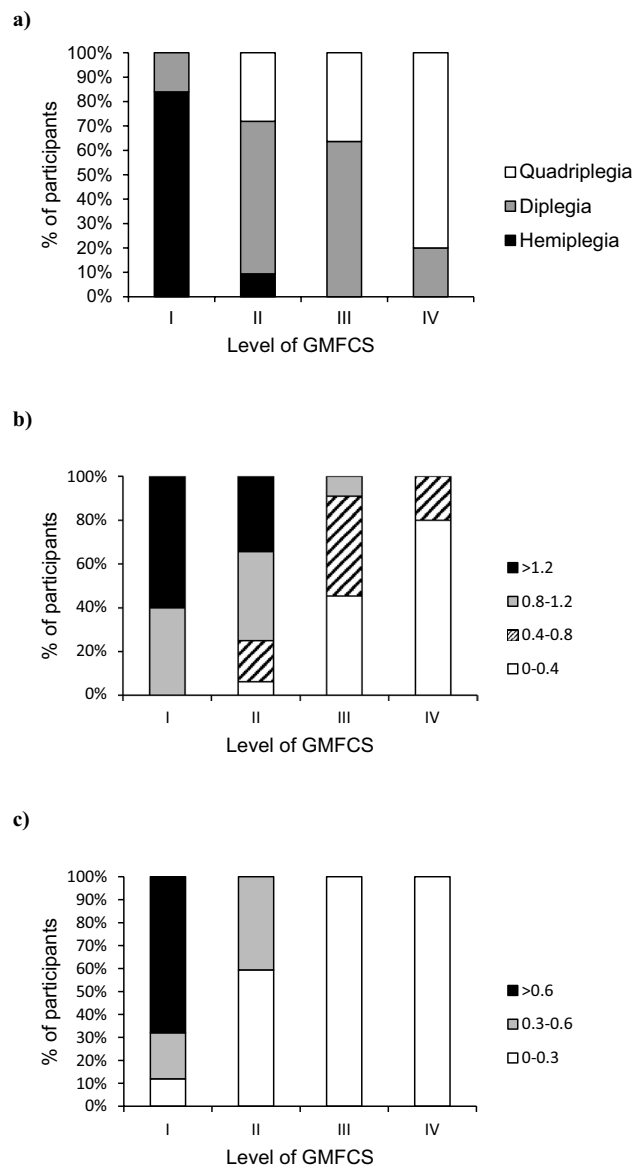 a)
100%
90%
80%
70%
60%
50%
40%
30%
20%
10%
0%
% of participants
I II III IV
Level of GMFCS
Quadriplegia
Diplegia
Hemiplegia
b)
100%
80%
60%
40%
20%
0%
% of participants
I II III IV
Level of GMFCS
>1.2
0.8-1.2
0.4-0.8
0-0.4
c)
100%
90%
80%
70%
60%
50%
40%
30%
20%
10%
0%
% of participants
I II III IV
Level of GMFCS
>0.6
0.3-0.6
0-0.3